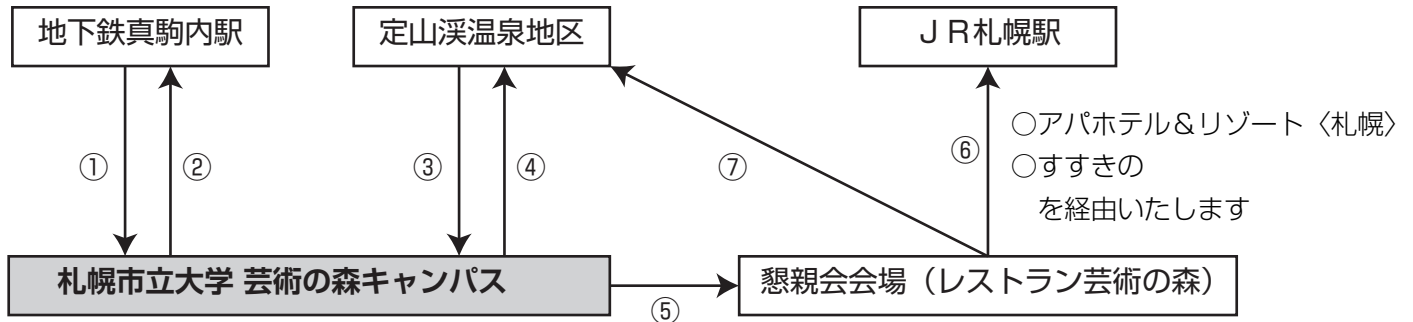 地下鉄真駒内駅
定山渓温泉地区
ＪＲ札幌駅
○アパホテル＆リゾート〈札幌〉
○すすきの
を経由いたします
①
②
③
④
⑦
⑥
札幌市立大学 芸術の森キャンパス
⑤
懇親会会場（レストラン芸術の森）